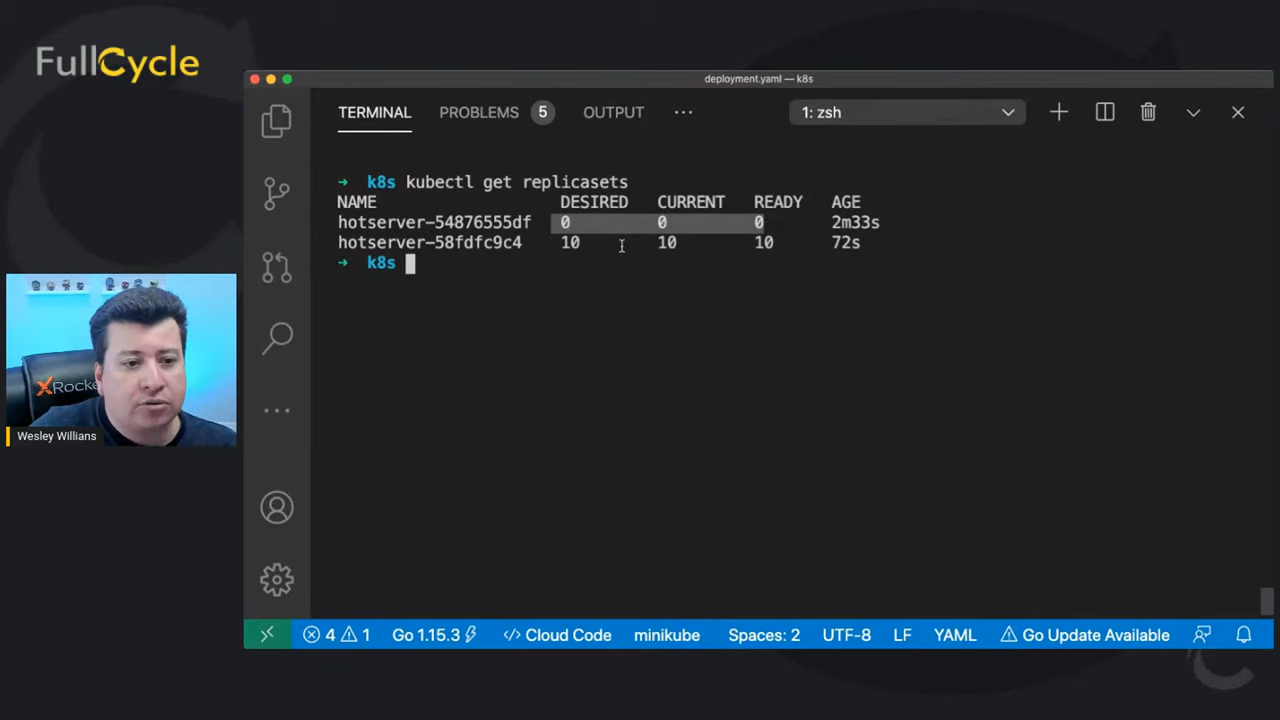 FullCycle
deployment.yaml — k8s
TERMINAL PROBLEMS 5 OUTPUT ··· 1: zsh
→ k8s kubectl get replicasets
NAME DESIRED CURRENT READY AGE
hotserver-54876555df 0 0 0 2m33s
hotserver-58fdfc9c4 10 10 10 72s
→ k8s
XRocke
Wesley Willians
4 1 Go 1.15.3 Cloud Code minikube Spaces: 2 UTF-8 LF YAML Go Update Available